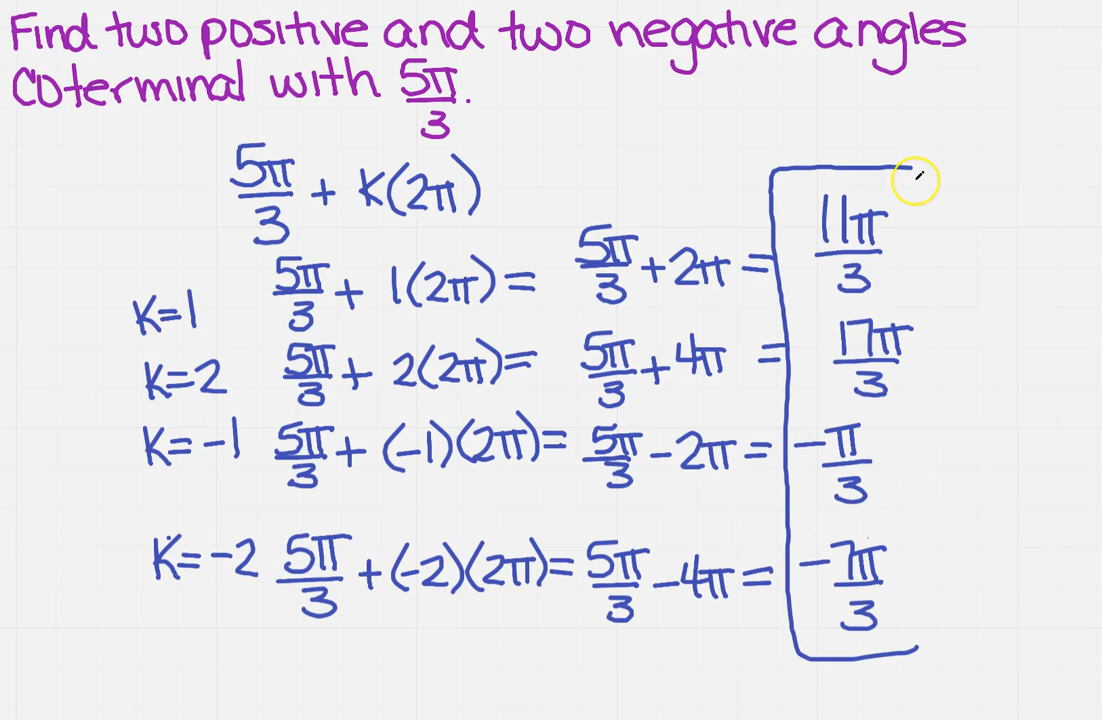 Find two positive and two negative angles
coterminal with 5π/3.
5π/3 + k(2π)
k=1 5π/3 + 1(2π) = 5π/3 + 2π = 11π/3
k=2 5π/3 + 2(2π) = 5π/3 + 4π = 17π/3
k=-1 5π/3 + (-1)(2π) = 5π/3 - 2π = -π/3
k=-2 5π/3 + (-2)(2π) = 5π/3 - 4π = -7π/3